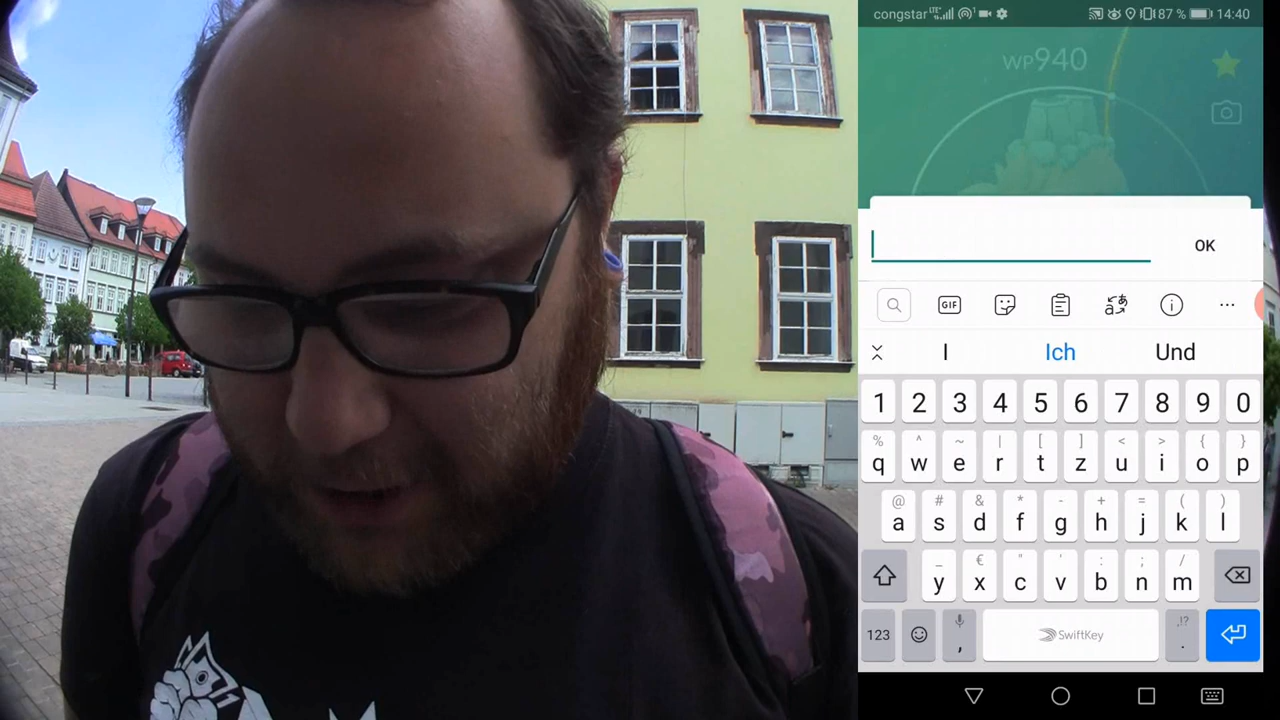 congstar 87 % 14:40
WP940
OK
GIF
I Ich Und
1 2 3 4 5 6 7 8 9 0
% ^ ~ | [ ] < > { }
q w e r t z u i o p
@ # & * - + = ( )
a s d f g h j k l
_ € " ' : ; /
y x c v b n m
,!?
123 , SwiftKey .